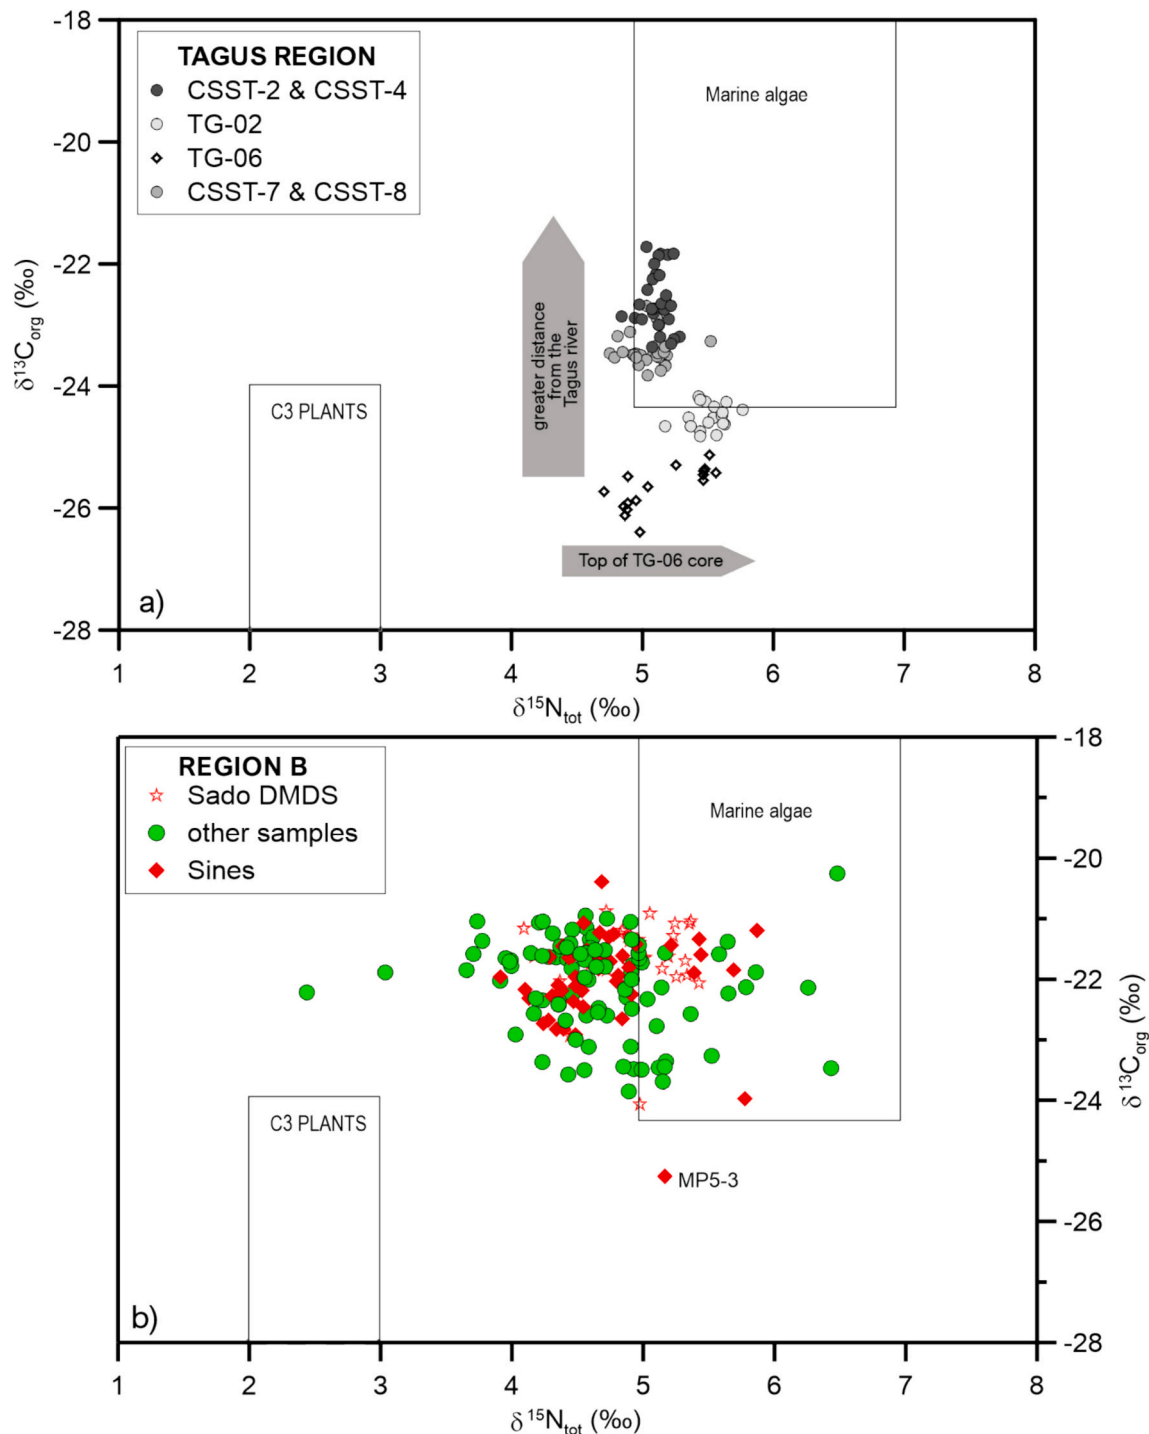 -18
-20
-22
-24
-26
-28
δ13Corg (‰)
TAGUS REGION
CSST-2 & CSST-4
TG-02
TG-06
CSST-7 & CSST-8
Marine algae
greater distance
from the
Tagus river
C3 PLANTS
Top of TG-06 core
a)
1 2 3 4 5 6 7 8
δ15Ntot (‰)
REGION B
Sado DMDS
other samples
Sines
Marine algae
C3 PLANTS
MP5-3
b)
-18
-20
-22
-24
-26
-28
δ13Corg (‰)
1 2 3 4 5 6 7 8
δ15Ntot (‰)